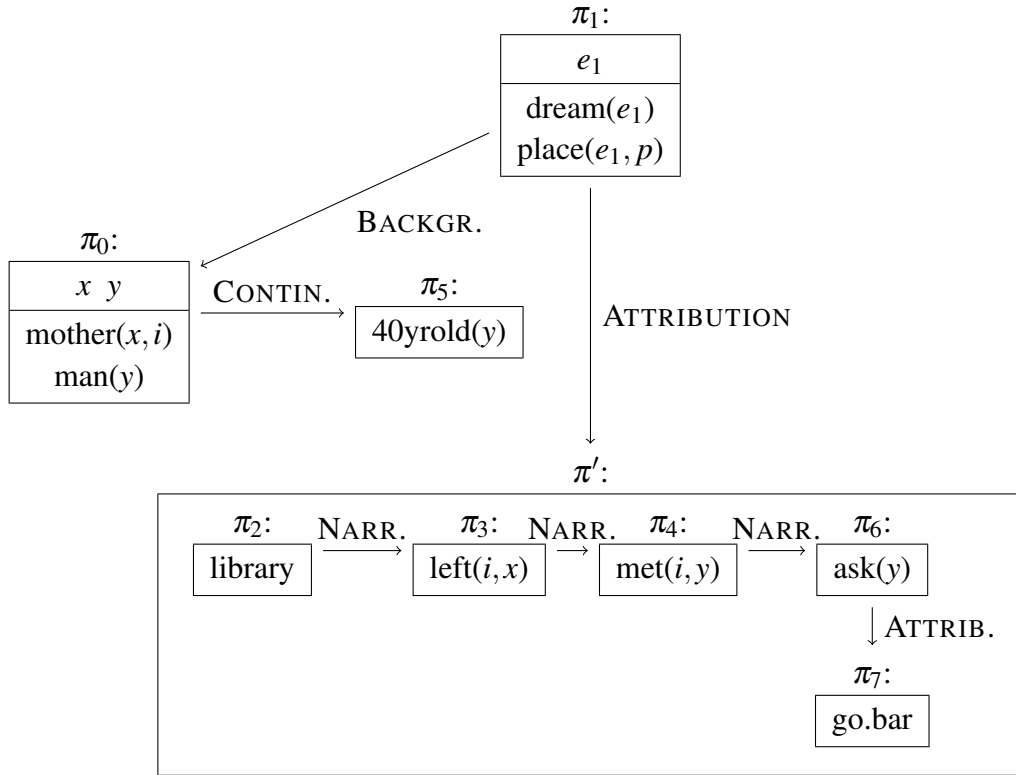 π₁:
e₁
dream(e₁)
place(e₁, p)
BACKGR.
π₀:
x y
mother(x, i)
man(y)
CONTIN.
π₅:
40yrold(y)
ATTRIBUTION
π′:
π₂:
library
NARR.
π₃:
left(i, x)
NARR.
π₄:
met(i, y)
NARR.
π₆:
ask(y)
ATTRIB.
π₇:
go.bar